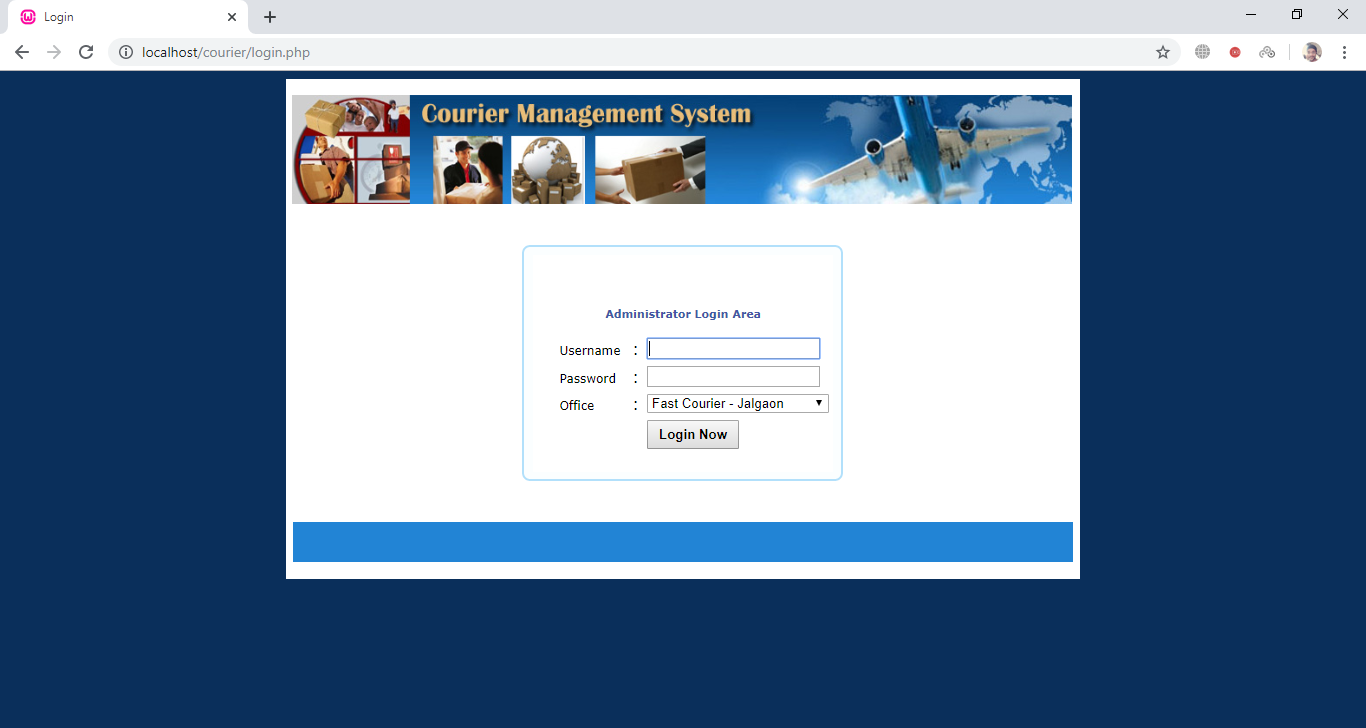 Login
localhost/courier/login.php
Courier Management System
Administrator Login Area
Username :
Password :
Office : Fast Courier - Jalgaon
Login Now